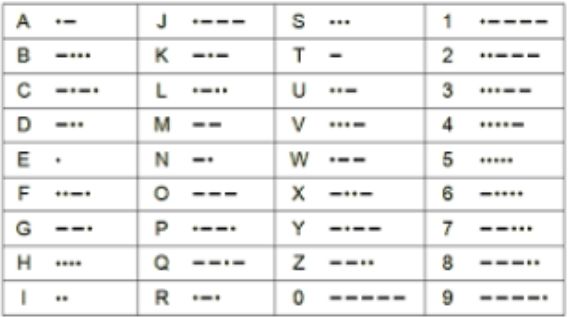 A •− J •−−− S ••• 1 •−−−−
B −••• K −•− T − 2 ••−−−
C −•−• L •−•• U ••− 3 •••−−
D −•• M −− V •••− 4 ••••−
E • N −• W •−− 5 •••••
F ••−• O −−− X −••− 6 −••••
G −−• P •−−• Y −•−− 7 −−•••
H •••• Q −−•− Z −−•• 8 −−−••
I •• R •−• 0 −−−−− 9 −−−−•